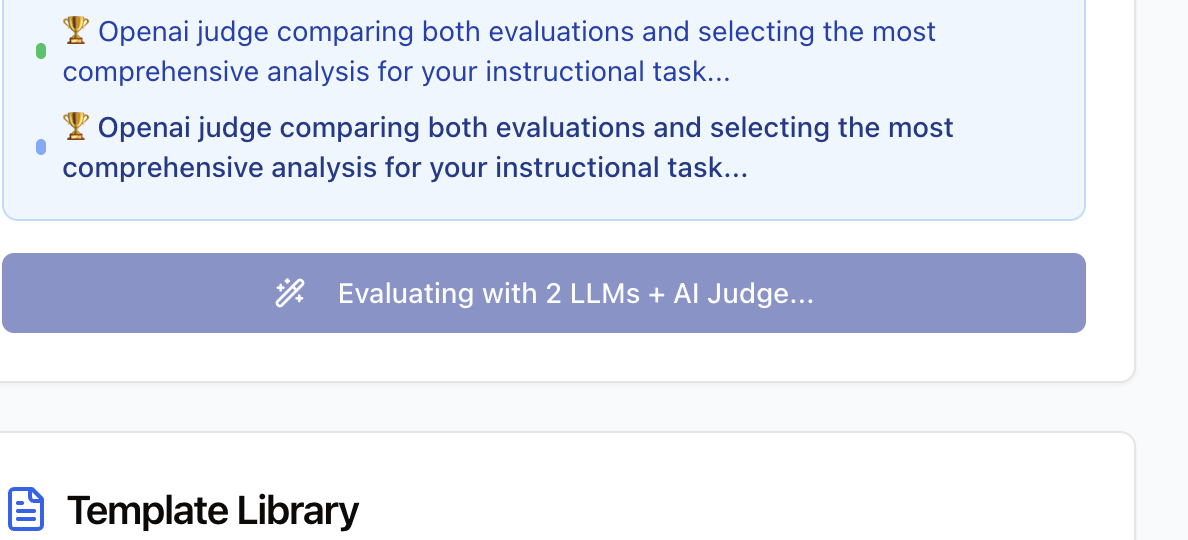 🏆 Openai judge comparing both evaluations and selecting the most
comprehensive analysis for your instructional task...
🏆 Openai judge comparing both evaluations and selecting the most
comprehensive analysis for your instructional task...
Evaluating with 2 LLMs + AI Judge...
Template Library